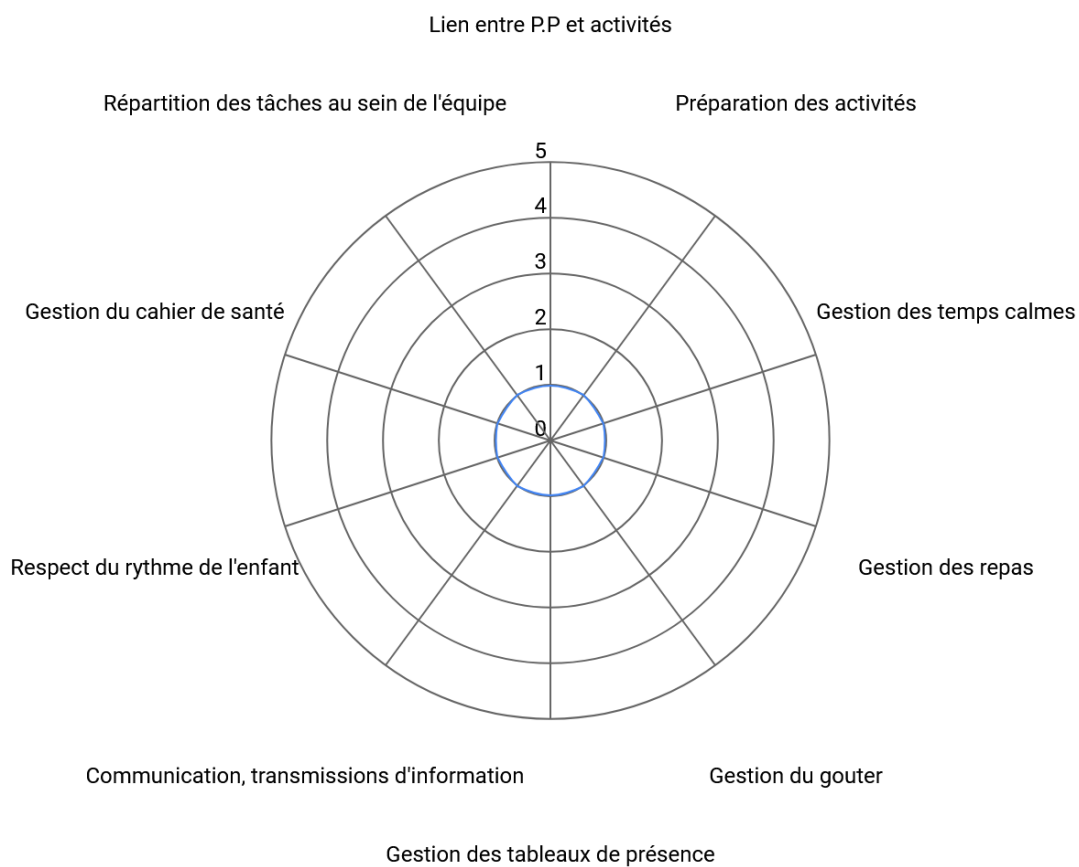 Lien entre P.P et activités
Répartition des tâches au sein de l'équipe
Préparation des activités
5
4
3
2
1
0
Gestion du cahier de santé
Gestion des temps calmes
Respect du rythme de l'enfant
Gestion des repas
Communication, transmissions d'information
Gestion du gouter
Gestion des tableaux de présence